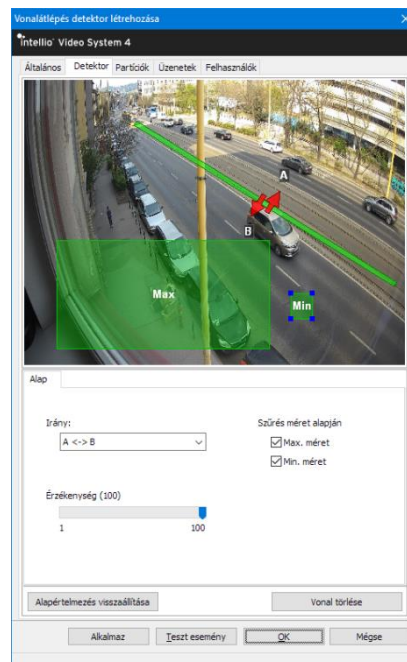 Vonalátlépés detektor létrehozása
intellio Video System 4
Általános Detektor Partíciók Üzenetek Felhasználók
A
B
Max
Min
Alap
Irány:
A <-> B
Szűrés méret alapján
Max. méret
Min. méret
Érzékenység (100)
1 100
Alapértelmezés visszaállítása Vonal törlése
Alkalmaz Teszt esemény OK Mégse